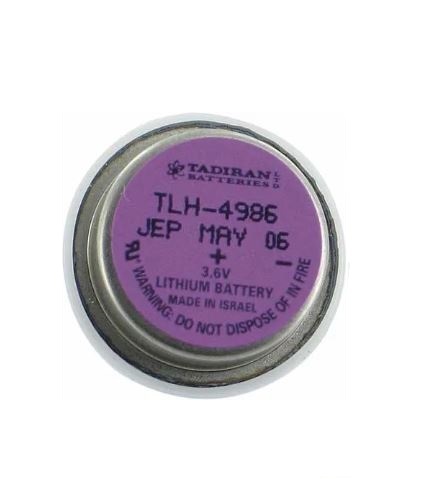 TADIRAN LTD
BATTERIES
TLH-4986
JEP MAY 06
+ -
3.6V
LITHIUM BATTERY
MADE IN ISRAEL
WARNING: DO NOT DISPOSE OF IN FIRE